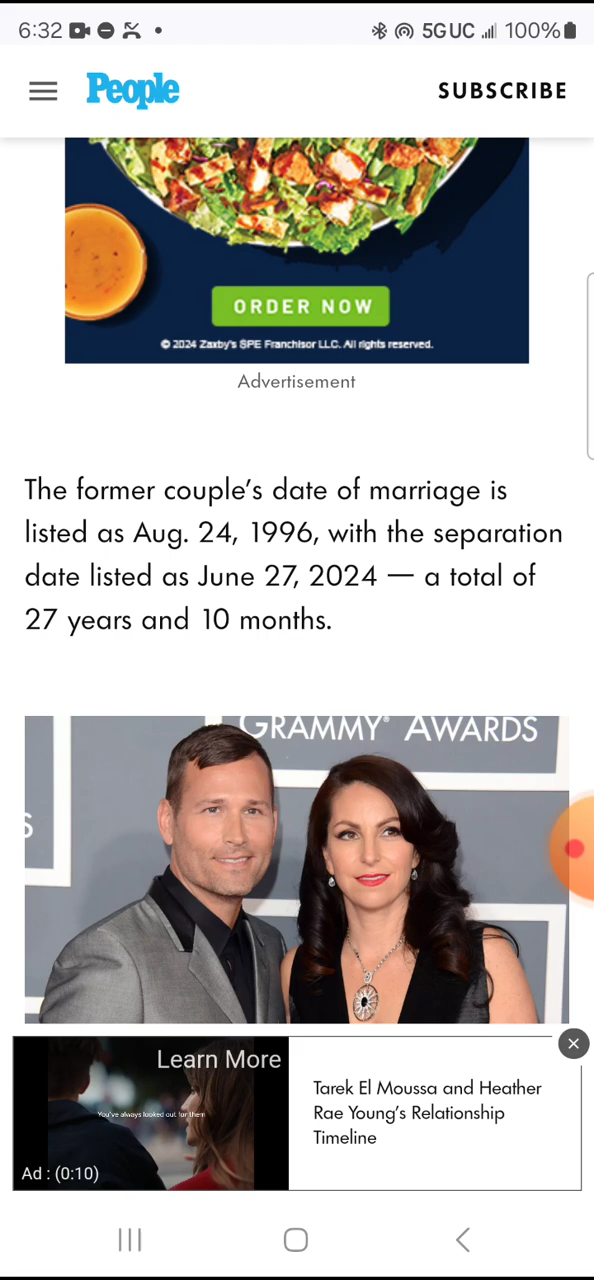 6:32
5G UC
100%
People
SUBSCRIBE
ORDER NOW
© 2024 Zaxby's SPE Franchisor LLC. All rights reserved.
Advertisement
The former couple's date of marriage is
listed as Aug. 24, 1996, with the separation
date listed as June 27, 2024 — a total of
27 years and 10 months.
GRAMMY® AWARDS
S
Learn More
You've always looked out for them
Ad : (0:10)
Tarek El Moussa and Heather
Rae Young's Relationship
Timeline